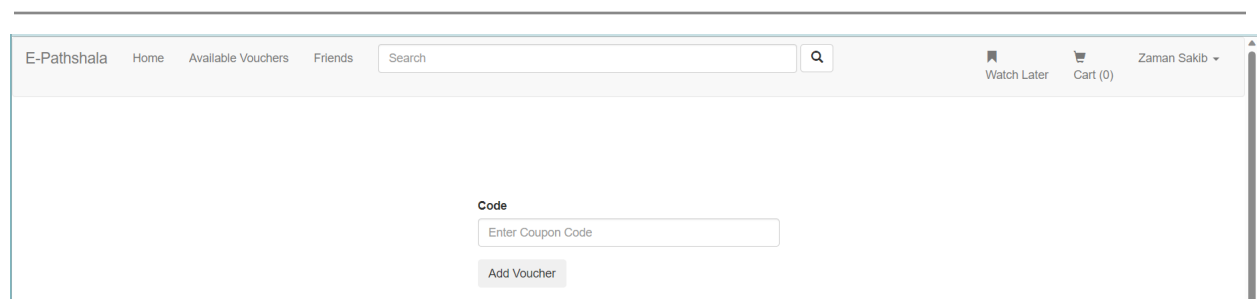 E-Pathshala Home Available Vouchers Friends Search Zaman Sakib
Watch Later Cart (0)
Code
Enter Coupon Code
Add Voucher